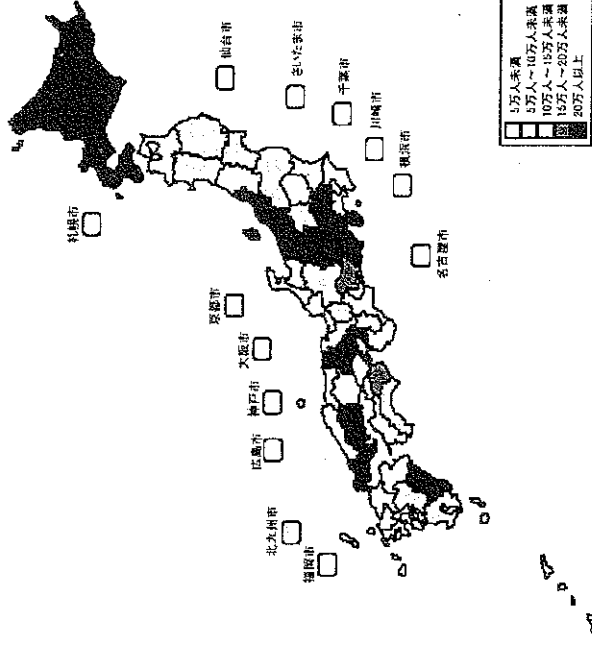 札幌市
仙台市
さいたま市
千葉市
川崎市
横浜市
名古屋市
京都市
大阪市
神戸市
広島市
北九州市
福岡市
5万人未満
5万人～10万人未満
10万人～15万人未満
15万人～20万人未満
20万人以上